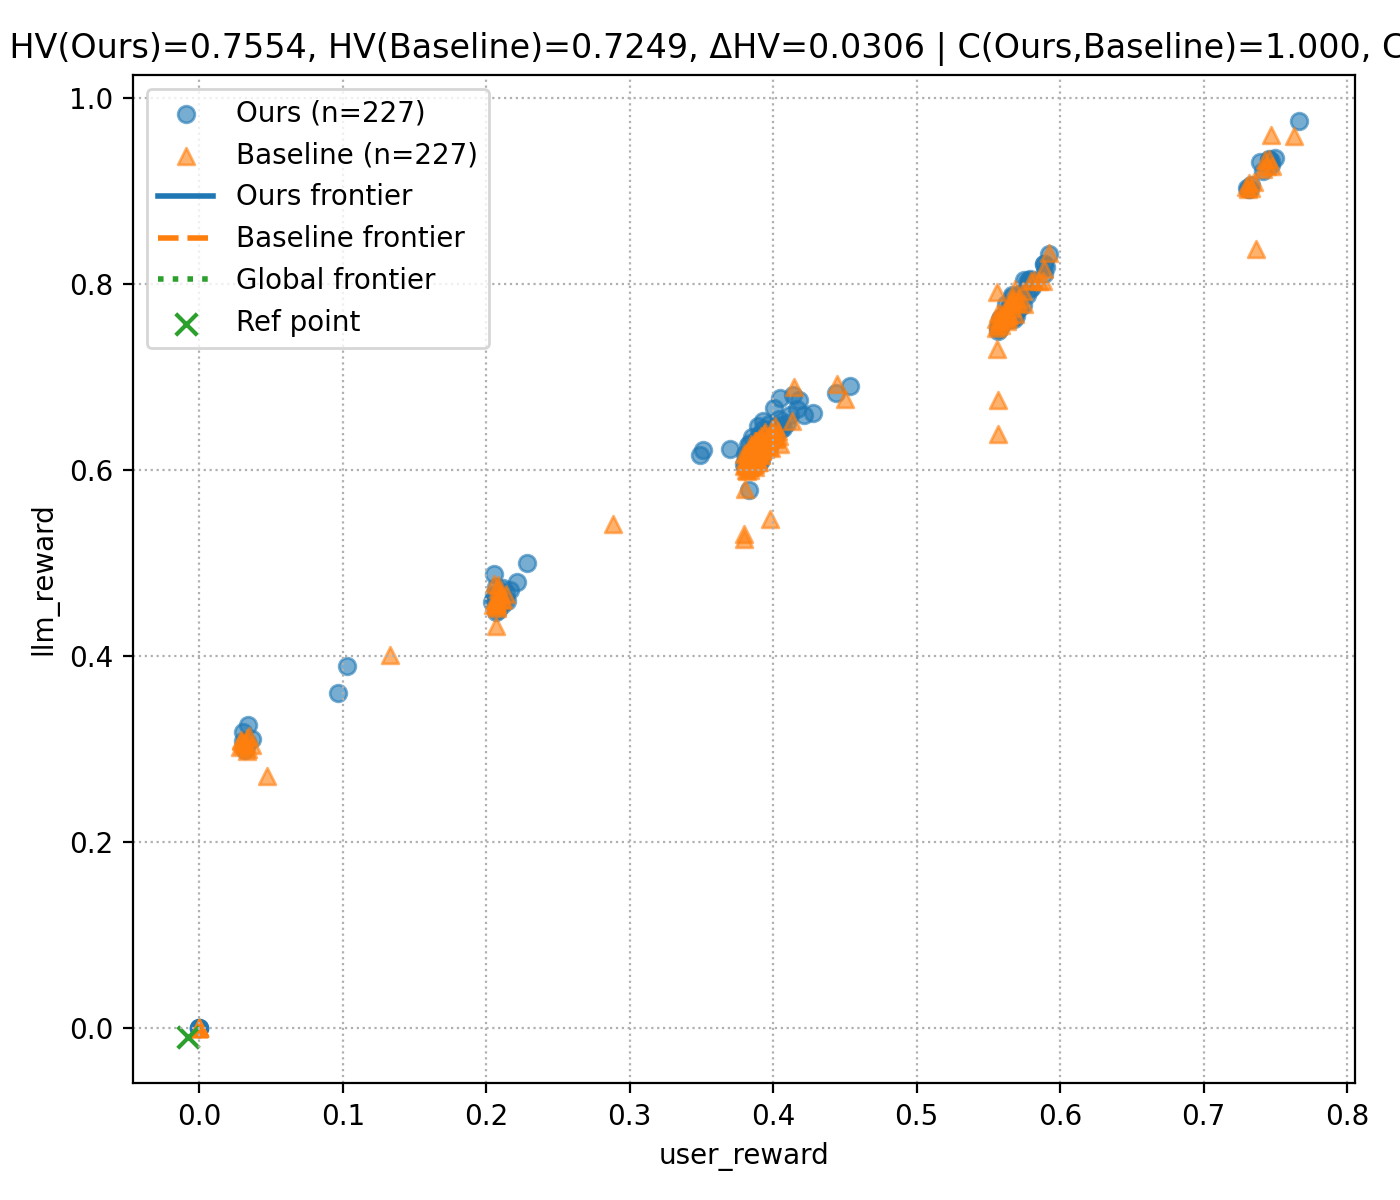 HV(Ours)=0.7554, HV(Baseline)=0.7249, ΔHV=0.0306 | C(Ours,Baseline)=1.000, C
Ours (n=227)
Baseline (n=227)
Ours frontier
Baseline frontier
Global frontier
Ref point
1.0
0.8
0.6
0.4
0.2
0.0
llm_reward
0.0 0.1 0.2 0.3 0.4 0.5 0.6 0.7 0.8
user_reward